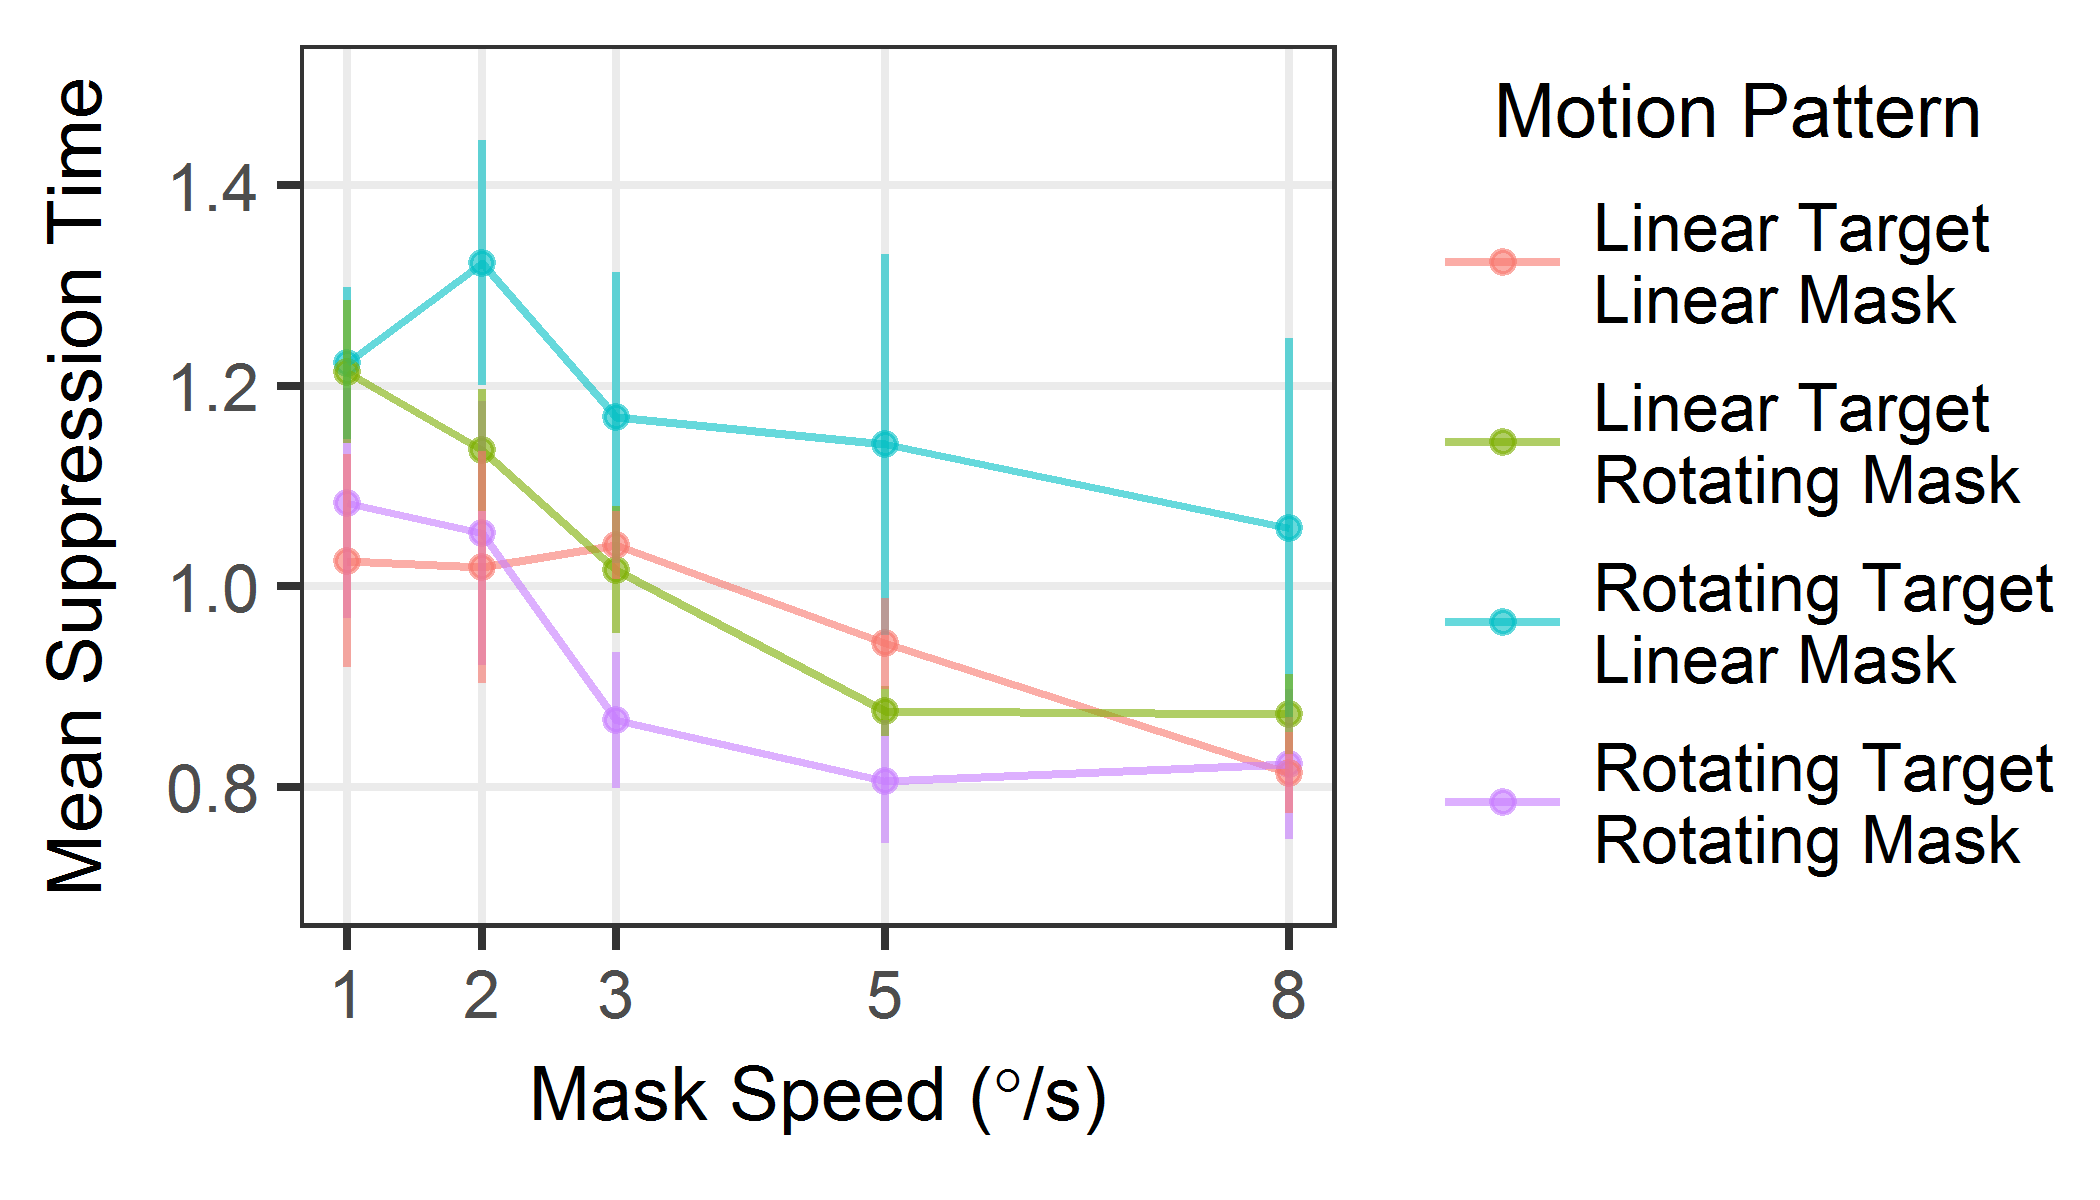 Mean Suppression Time
1.4
1.2
1.0
0.8
1 2 3 5 8
Mask Speed (°/s)
Motion Pattern
Linear Target
Linear Mask
Linear Target
Rotating Mask
Rotating Target
Linear Mask
Rotating Target
Rotating Mask